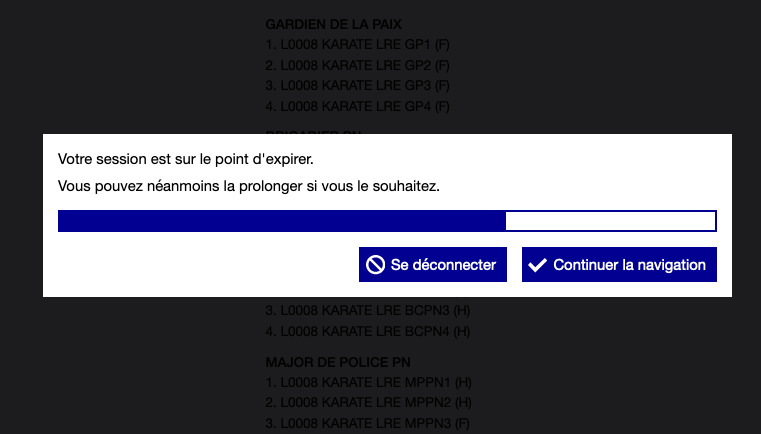 GARDIEN DE LA PAIX
1. L0008 KARATE LRE GP1 (F)
2. L0008 KARATE LRE GP2 (F)
3. L0008 KARATE LRE GP3 (F)
4. L0008 KARATE LRE GP4 (F)
BRIGADIER PN
Votre session est sur le point d'expirer.
Vous pouvez néanmoins la prolonger si vous le souhaitez.
Se déconnecter
Continuer la navigation
3. L0008 KARATE LRE BCPN3 (H)
4. L0008 KARATE LRE BCPN4 (H)
MAJOR DE POLICE PN
1. L0008 KARATE LRE MPPN1 (H)
2. L0008 KARATE LRE MPPN2 (H)
3. L0008 KARATE LRE MPPN3 (F)